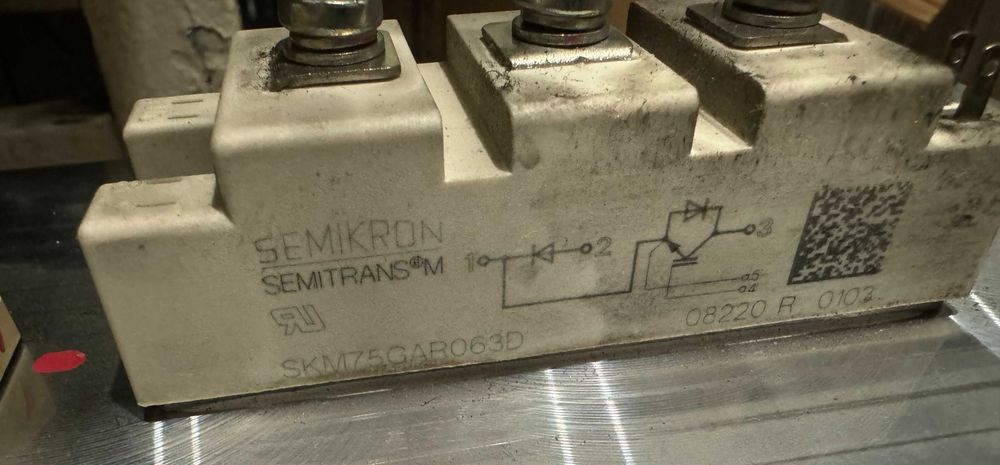 SEMIKRON
SEMITRANS®M
SKM75GAR063D
1
2
3
5
4
08220 R 0102